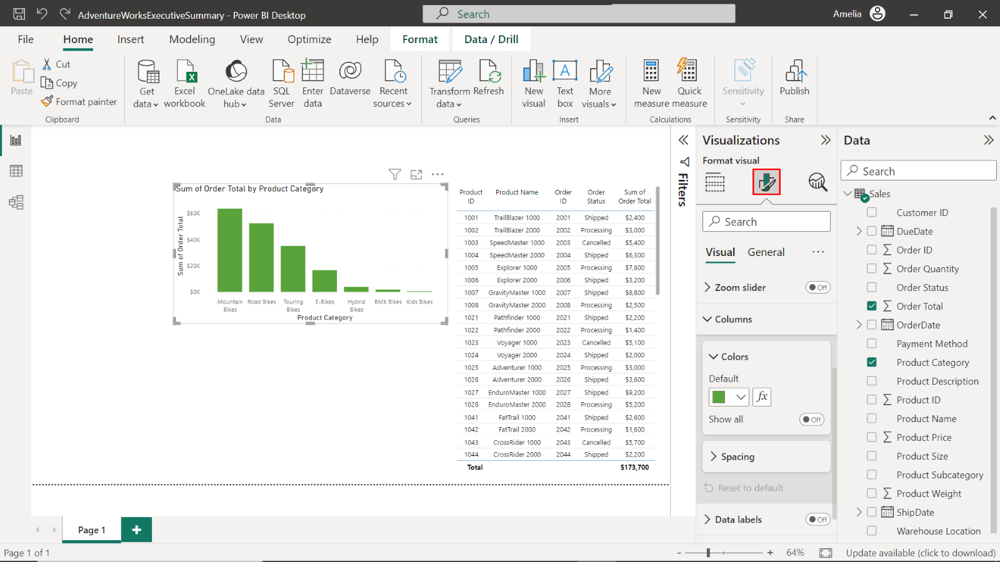 AdventureWorksExecutiveSummary - Power BI Desktop
Search
Amelia
File
Home
Insert
Modeling
View
Optimize
Help
Format
Data / Drill
Paste
Cut
Copy
Format painter
Clipboard
Get data
Excel workbook
OneLake data hub
SQL Server
Enter data
Dataverse
Recent sources
Data
Transform data
Refresh
Queries
New visual
Text box
More visuals
Insert
New measure
Quick measure
Calculations
Sensitivity
Sensitivity
Publish
Share
Sum of Order Total by Product Category
Sum of Order Total
$60K
$40K
$20K
$0K
Mountain Bikes
Road Bikes
Touring Bikes
E-Bikes
Hybrid Bikes
BMX Bikes
Kids Bikes
Product Category
Product ID Product Name Order ID Order Status Sum of Order Total
1001 TrailBlazer 1000 2001 Shipped $2,400
1002 TrailBlazer 2000 2002 Processing $3,000
1003 SpeedMaster 1000 2003 Cancelled $5,400
1004 SpeedMaster 2000 2004 Shipped $6,300
1005 Explorer 1000 2005 Processing $7,800
1006 Explorer 2000 2006 Shipped $3,200
1007 GravityMaster 1000 2007 Shipped $8,800
1008 GravityMaster 2000 2008 Processing $2,500
1021 Pathfinder 1000 2021 Shipped $2,200
1022 Pathfinder 2000 2022 Processing $1,400
1023 Voyager 1000 2023 Cancelled $5,100
1024 Voyager 2000 2024 Shipped $2,000
1025 Adventurer 1000 2025 Processing $3,000
1026 Adventurer 2000 2026 Shipped $3,600
1027 EnduroMaster 1000 2027 Shipped $9,200
1028 EnduroMaster 2000 2028 Processing $5,200
1041 FatTrail 1000 2041 Shipped $2,600
1042 FatTrail 2000 2042 Processing $1,600
1043 CrossRider 1000 2043 Cancelled $5,700
1044 CrossRider 2000 2044 Shipped $2,200
Total $173,700
Filters
Visualizations
Format visual
Search
Visual
General
Zoom slider Off
Columns
Colors
Default
fx
Show all Off
Spacing
Reset to default
Data labels Off
Data
Search
Sales
Customer ID
DueDate
Order ID
Order Quantity
Order Status
Order Total
OrderDate
Payment Method
Product Category
Product Description
Product ID
Product Name
Product Price
Product Size
Product Subcategory
Product Weight
ShipDate
Warehouse Location
Page 1
Page 1 of 1
- + 64%
Update available (click to download)